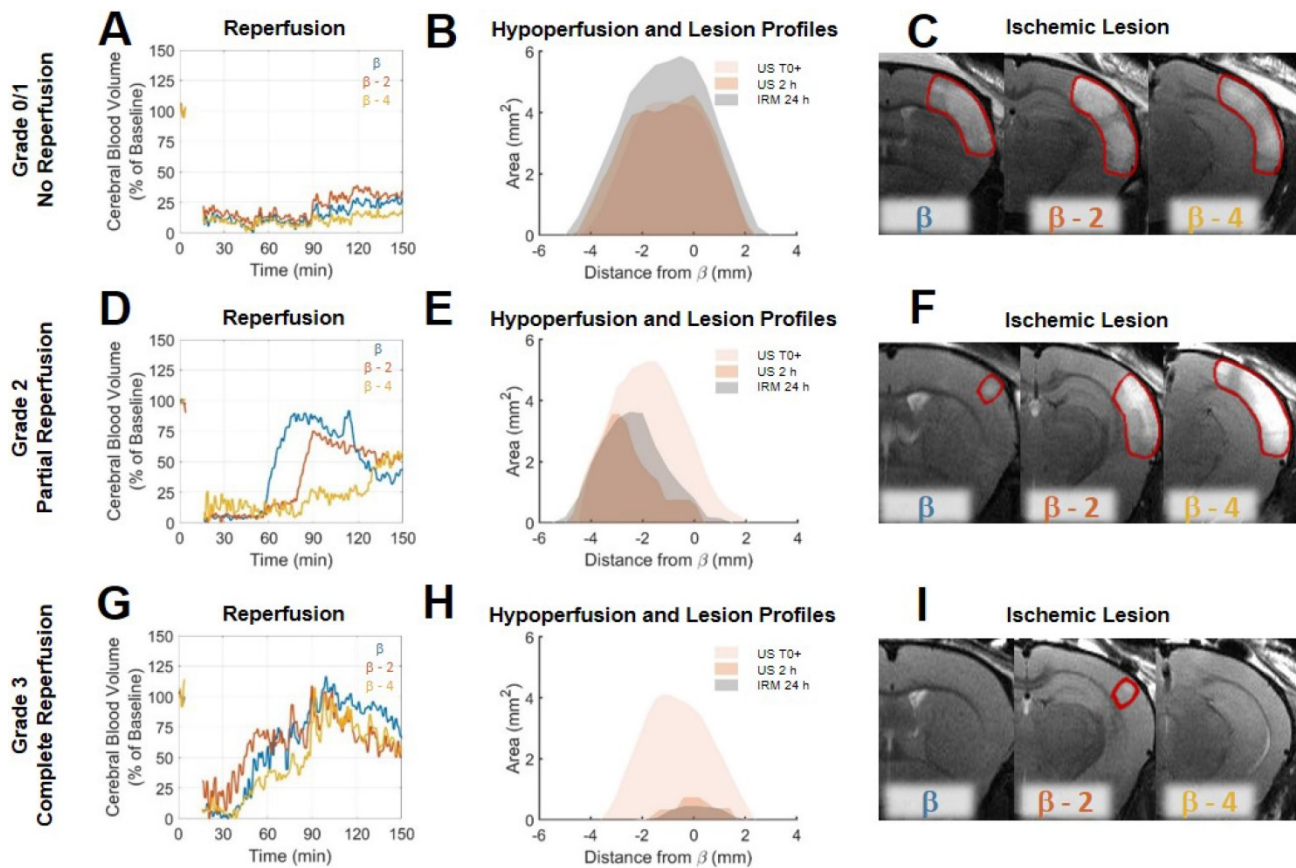 A
Reperfusion
Grade 0/1
No Reperfusion
Cerebral Blood Volume
(% of Baseline)
150
125
100
75
50
25
0
0 30 60 90 120 150
Time (min)
β
β - 2
β - 4
B
Hypoperfusion and Lesion Profiles
Area (mm²)
6
4
2
0
-6 -4 -2 0 2 4
Distance from β (mm)
US T0+
US 2 h
IRM 24 h
C
Ischemic Lesion
β
β - 2
β - 4
D
Reperfusion
Grade 2
Partial Reperfusion
Cerebral Blood Volume
(% of Baseline)
150
125
100
75
50
25
0
0 30 60 90 120 150
Time (min)
β
β - 2
β - 4
E
Hypoperfusion and Lesion Profiles
Area (mm²)
6
4
2
0
-6 -4 -2 0 2 4
Distance from β (mm)
US T0+
US 2 h
IRM 24 h
F
Ischemic Lesion
β
β - 2
β - 4
G
Reperfusion
Grade 3
Complete Reperfusion
Cerebral Blood Volume
(% of Baseline)
150
125
100
75
50
25
0
0 30 60 90 120 150
Time (min)
β
β - 2
β - 4
H
Hypoperfusion and Lesion Profiles
Area (mm²)
6
4
2
0
-6 -4 -2 0 2 4
Distance from β (mm)
US T0+
US 2 h
IRM 24 h
I
Ischemic Lesion
β
β - 2
β - 4